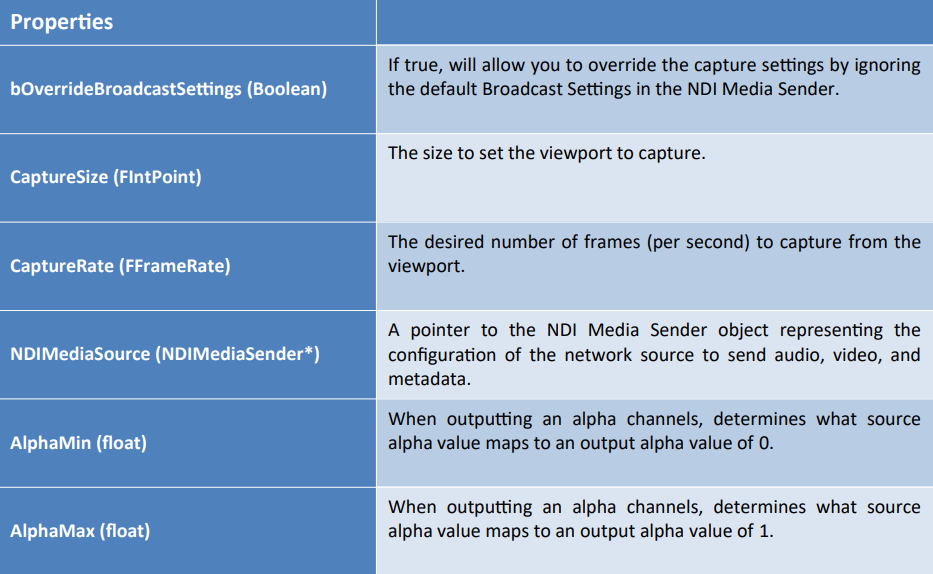 Properties
bOverrideBroadcastSettings (Boolean)
If true, will allow you to override the capture settings by ignoring
the default Broadcast Settings in the NDI Media Sender.
CaptureSize (FIntPoint)
The size to set the viewport to capture.
CaptureRate (FFrameRate)
The desired number of frames (per second) to capture from the
viewport.
NDIMediaSource (NDIMediaSender*)
A pointer to the NDI Media Sender object representing the
configuration of the network source to send audio, video, and
metadata.
AlphaMin (float)
When outputting an alpha channels, determines what source
alpha value maps to an output alpha value of 0.
AlphaMax (float)
When outputting an alpha channels, determines what source
alpha value maps to an output alpha value of 1.